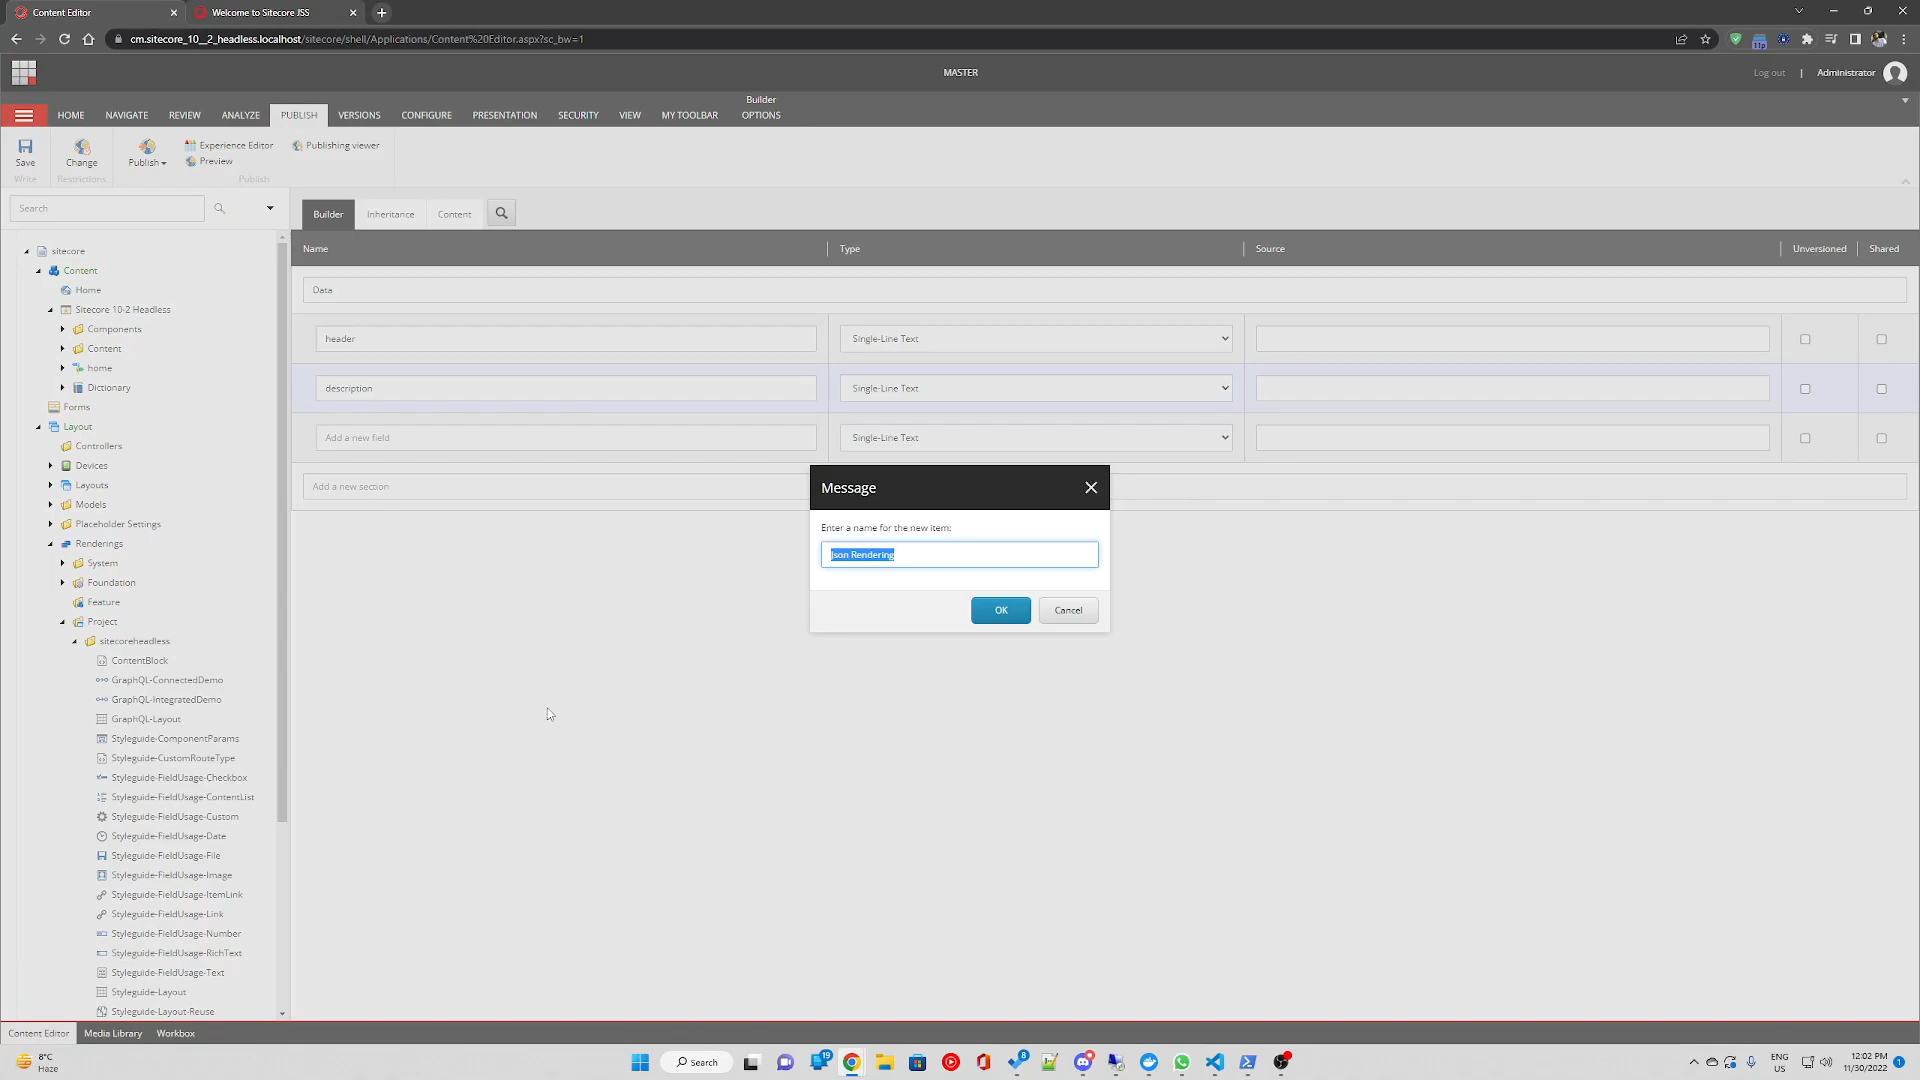 Content Editor
Welcome to Sitecore JSS
cm.sitecore_10__2_headless.localhost/sitecore/shell/Applications/Content%20Editor.aspx?sc_bw=1
11p
MASTER
Log out | Administrator
HOME NAVIGATE REVIEW ANALYZE PUBLISH VERSIONS CONFIGURE PRESENTATION SECURITY VIEW MY TOOLBAR
Builder
OPTIONS
Save
Write
Change
Restrictions
Publish
Experience Editor
Publishing viewer
Preview
Publish
Search
Builder Inheritance Content
Name Type Source Unversioned Shared
Data
header Single-Line Text
description Single-Line Text
Add a new field Single-Line Text
Add a new section
sitecore
Content
Home
Sitecore 10-2 Headless
Components
Content
home
Dictionary
Forms
Layout
Controllers
Devices
Layouts
Models
Placeholder Settings
Renderings
System
Foundation
Feature
Project
sitecoreheadless
ContentBlock
GraphQL-ConnectedDemo
GraphQL-IntegratedDemo
GraphQL-Layout
Styleguide-ComponentParams
Styleguide-CustomRouteType
Styleguide-FieldUsage-Checkbox
Styleguide-FieldUsage-ContentList
Styleguide-FieldUsage-Custom
Styleguide-FieldUsage-Date
Styleguide-FieldUsage-File
Styleguide-FieldUsage-Image
Styleguide-FieldUsage-ItemLink
Styleguide-FieldUsage-Link
Styleguide-FieldUsage-Number
Styleguide-FieldUsage-RichText
Styleguide-FieldUsage-Text
Styleguide-Layout
Styleguide-Layout-Reuse
Message
Enter a name for the new item:
Json Rendering
OK Cancel
Content Editor Media Library Workbox
8°C
Haze
Search
19
8
ENG
US
12:02 PM
11/30/2022
1